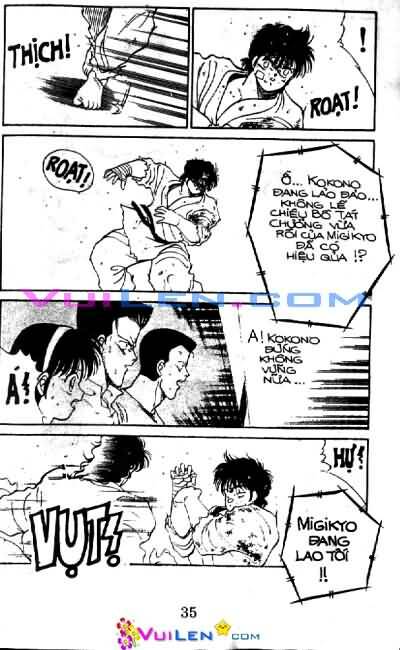 THỊCH!
!
ROẠT!
ROẠT!
Ồ... KOKONO
ĐANG LAO ĐẢO...
KHÔNG LẼ
CHIÊU BỒ TÁT
CHƯỞNG VỪA
RỒI CỦA MIGIKYO
ĐÃ CÓ
HIỆU QUẢ !?
VUILEN.COM
Á!
A! KOKONO
ĐỨNG
KHÔNG
VỮNG
NỮA...
HỰ!
VỤT!
MIGIKYO
ĐANG
LAO TỚI
!!
35
VUILEN.COM